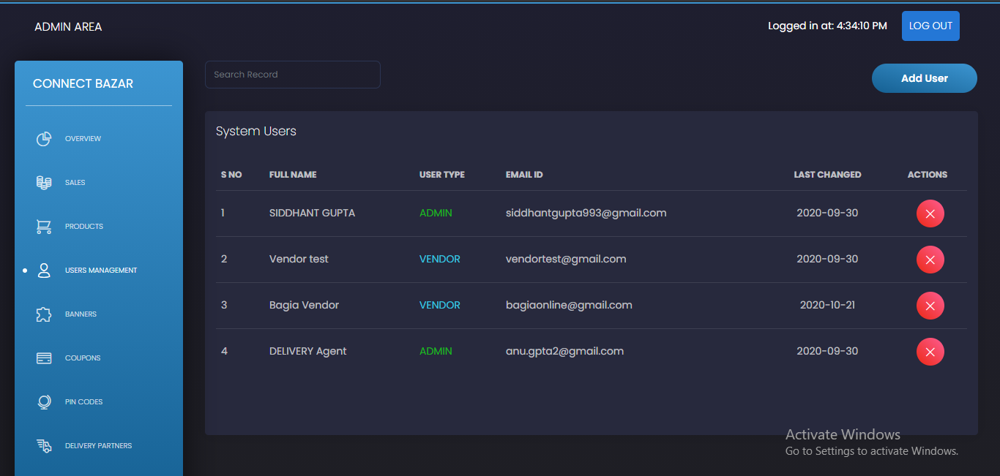 ADMIN AREA
Logged in at: 4:34:10 PM
LOG OUT
CONNECT BAZAR
OVERVIEW
SALES
PRODUCTS
USERS MANAGEMENT
BANNERS
COUPONS
PIN CODES
DELIVERY PARTNERS
Search Record
Add User
System Users
S NO FULL NAME USER TYPE EMAIL ID LAST CHANGED ACTIONS
1 SIDDHANT GUPTA ADMIN siddhantgupta993@gmail.com 2020-09-30
2 Vendor test VENDOR vendortest@gmail.com 2020-09-30
3 Bagia Vendor VENDOR bagiaonline@gmail.com 2020-10-21
4 DELIVERY Agent ADMIN anu.gpta2@gmail.com 2020-09-30
Activate Windows
Go to Settings to activate Windows.